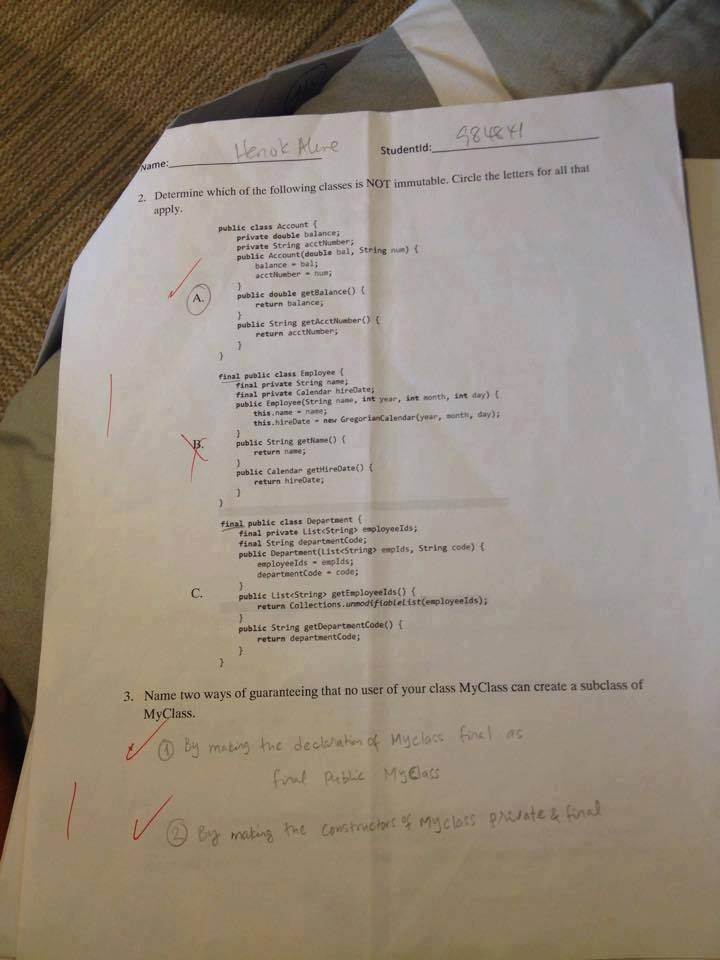 Name: Henok
StudentId: 984841
2. Determine which of the following classes is NOT immutable. Circle the letters for all that
apply.
public class Account {
private double balance;
private String acctNumber;
public Account(double bal, String num) {
balance = bal;
acctNumber = num;
}
A.
public double getBalance() {
return balance;
}
public String getAcctNumber() {
return acctNumber;
}
}
final public class Employee {
final private String name;
final private Calendar hireDate;
public Employee(String name, int year, int month, int day) {
this.name = name;
this.hireDate = new GregorianCalendar(year, month, day);
}
B.
public String getName() {
return name;
}
public Calendar getHireDate() {
return hireDate;
}
}
final public class Department {
final private List<String> employeeIds;
final String departmentCode;
public Department(List<String> empIds, String code) {
employeeIds = empIds;
departmentCode = code;
}
C.
public List<String> getEmployeeIds() {
return Collections.unmodifiableList(employeeIds);
}
public String getDepartmentCode() {
return departmentCode;
}
}
3. Name two ways of guaranteeing that no user of your class MyClass can create a subclass of
MyClass.
① By making the declaration of Myclass final as
final public MyClass
② By making the constructors of Myclass private & final